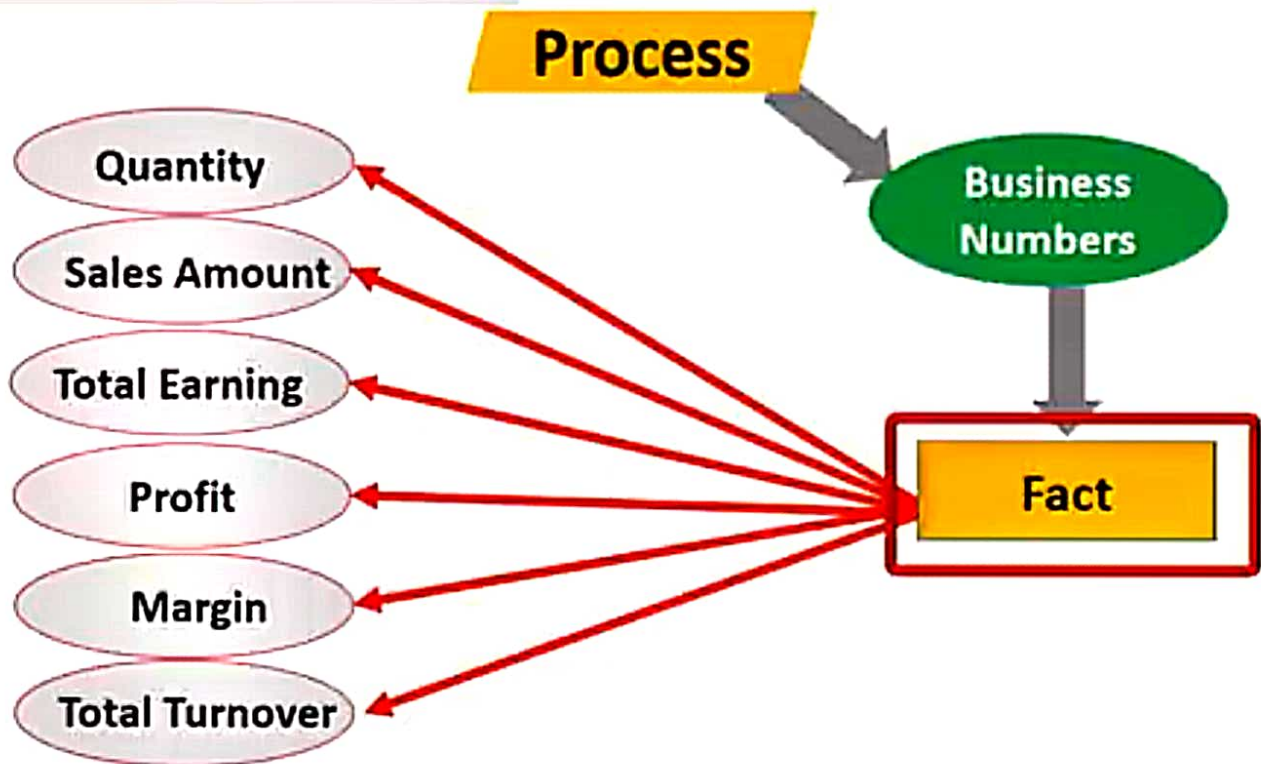 Process
Business
Numbers
Fact
Quantity
Sales Amount
Total Earning
Profit
Margin
Total Turnover